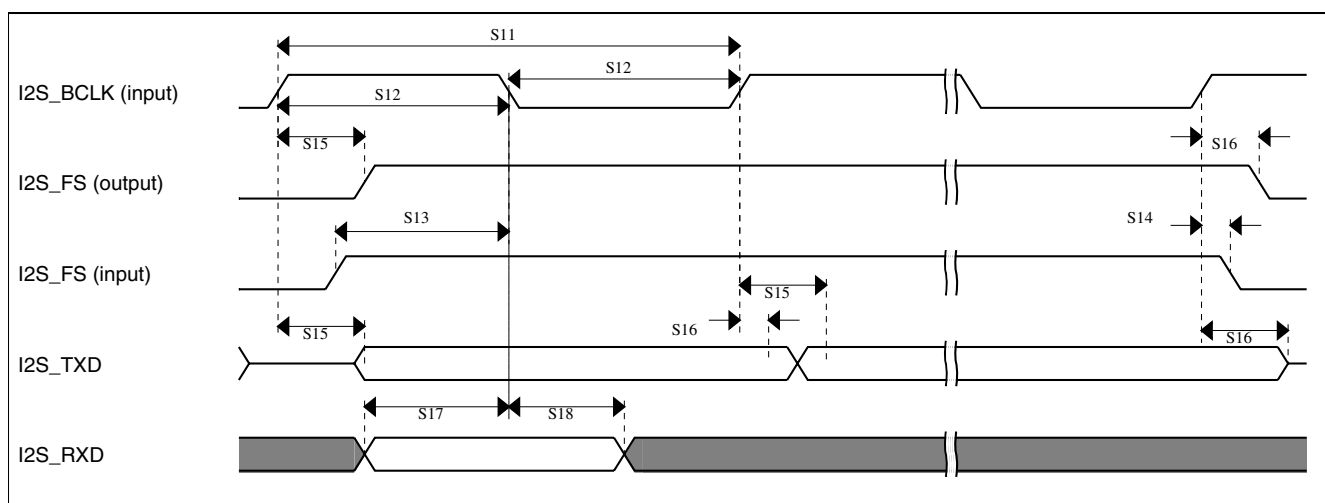 S11
S12
I2S_BCLK (input)
S12
S15
S16
I2S_FS (output)
S13
S14
I2S_FS (input)
S15
S15
S16
S16
I2S_TXD
S17
S18
I2S_RXD